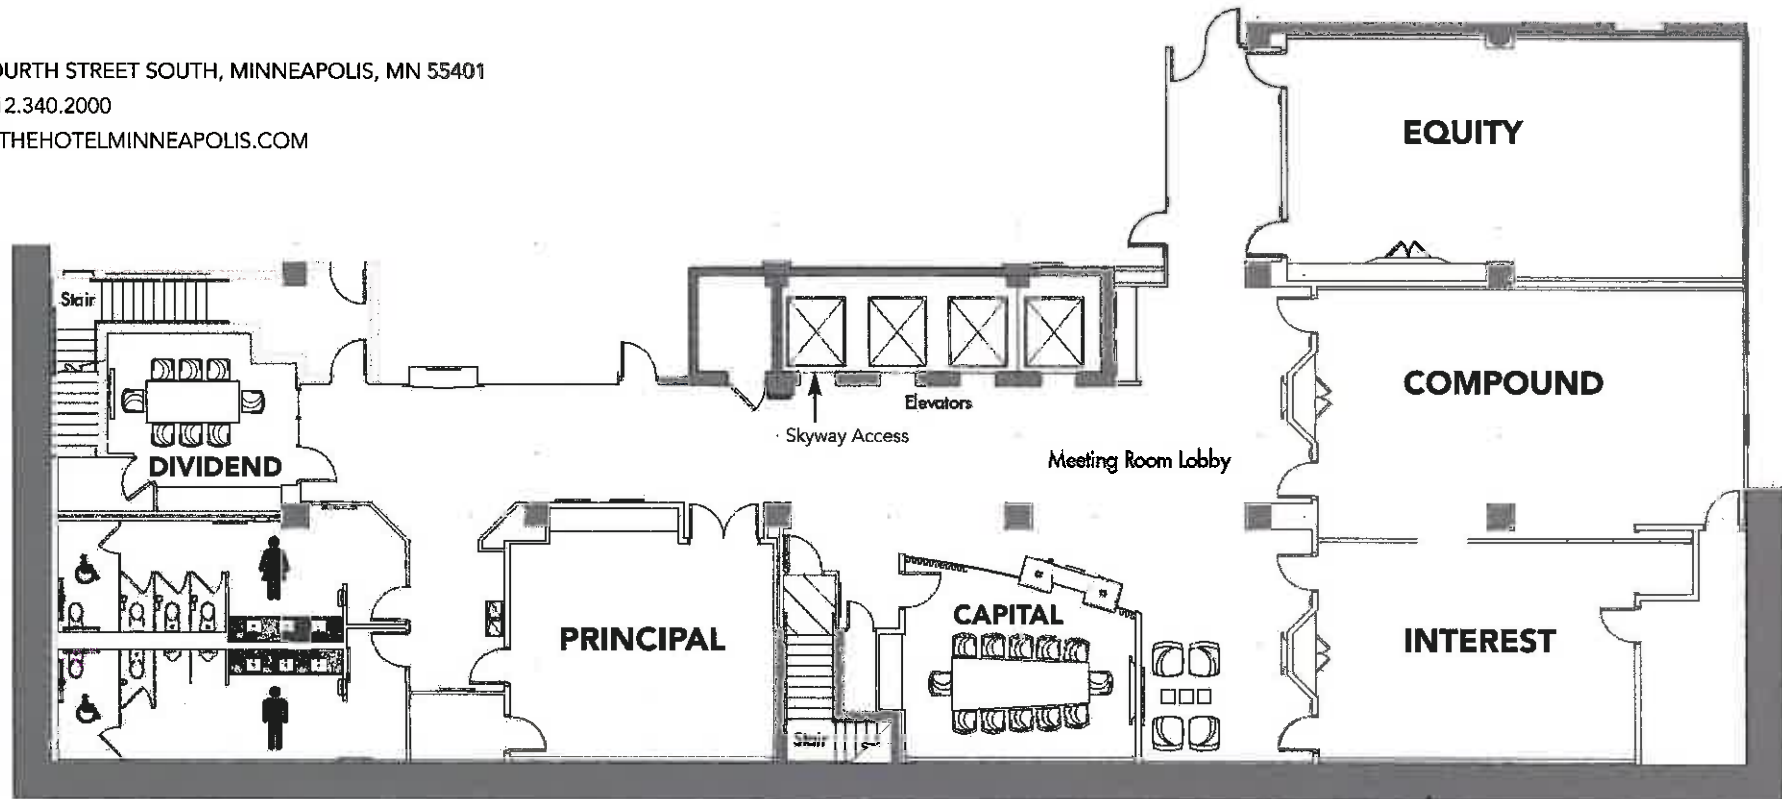 OURTH STREET SOUTH, MINNEAPOLIS, MN 55401
2.340.2000
THEHOTELMINNEAPOLIS.COM
EQUITY
Stair
COMPOUND
Elevators
Skyway Access
Meeting Room Lobby
DIVIDEND
CAPITAL
PRINCIPAL
INTEREST
Stair